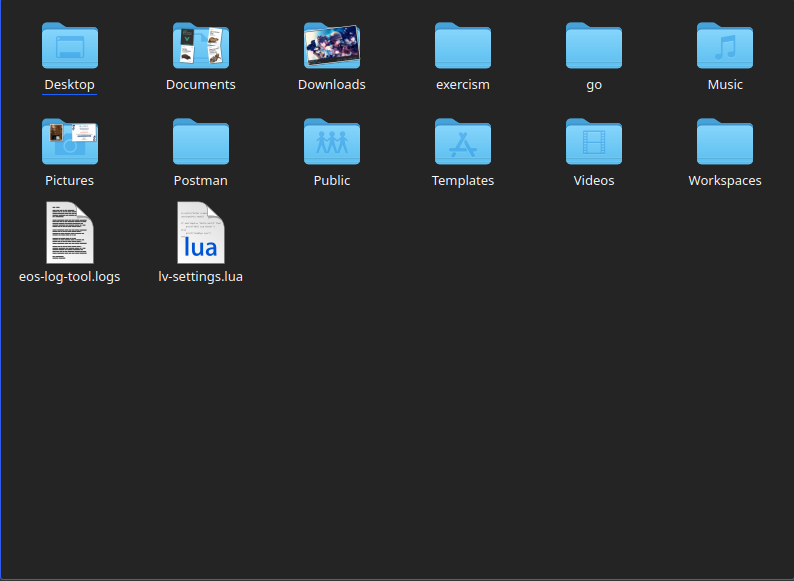 Desktop
Documents
Downloads
exercism
go
Music
Pictures
Postman
Public
Templates
Videos
Workspaces
lua
eos-log-tool.logs
lv-settings.lua